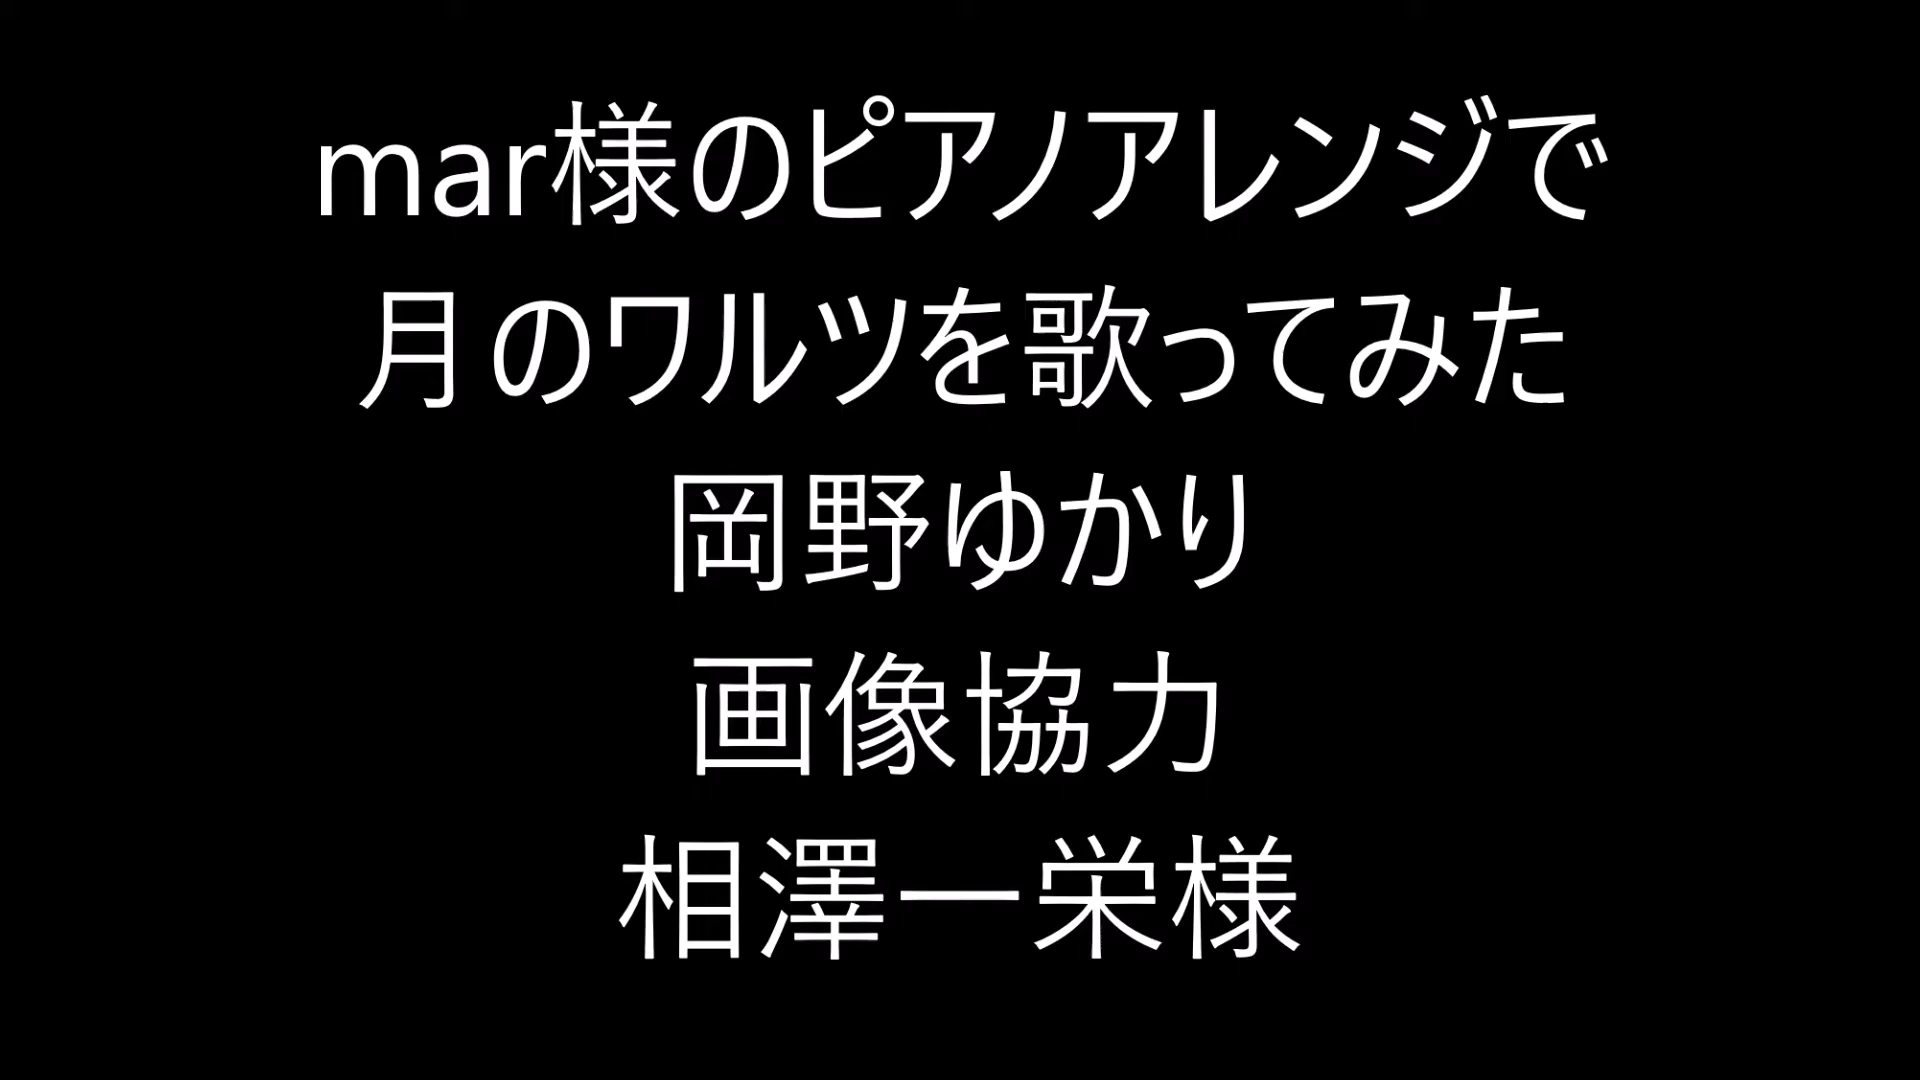 mar様のピアノアレンジで
月のワルツを歌ってみた
岡野ゆかり
画像協力
相澤一栄様